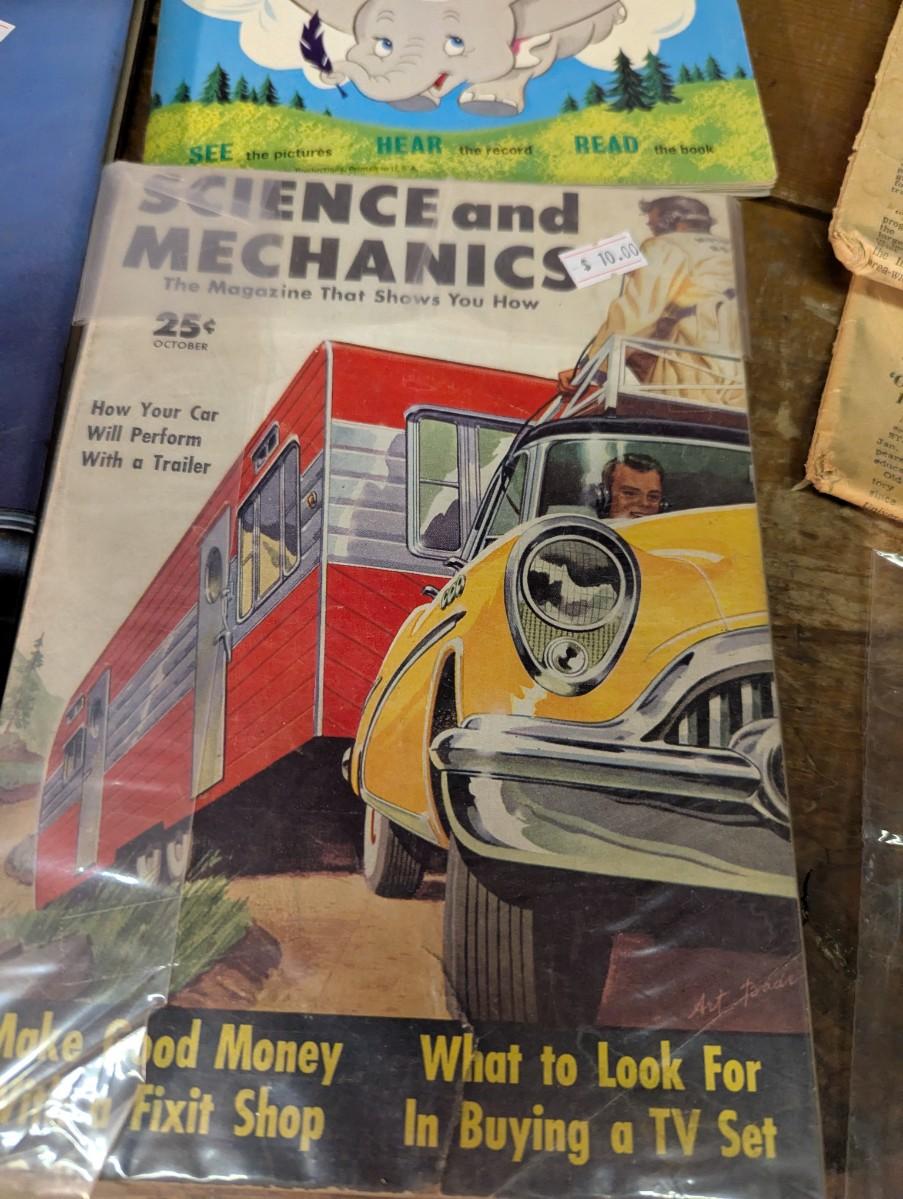 SEE the pictures HEAR the record READ the book
SCIENCE and
MECHANICS
$ 10.00
The Magazine That Shows You How
25¢
OCTOBER
How Your Car
Will Perform
With a Trailer
Make Good Money
With a Fixit Shop
What to Look For
In Buying a TV Set